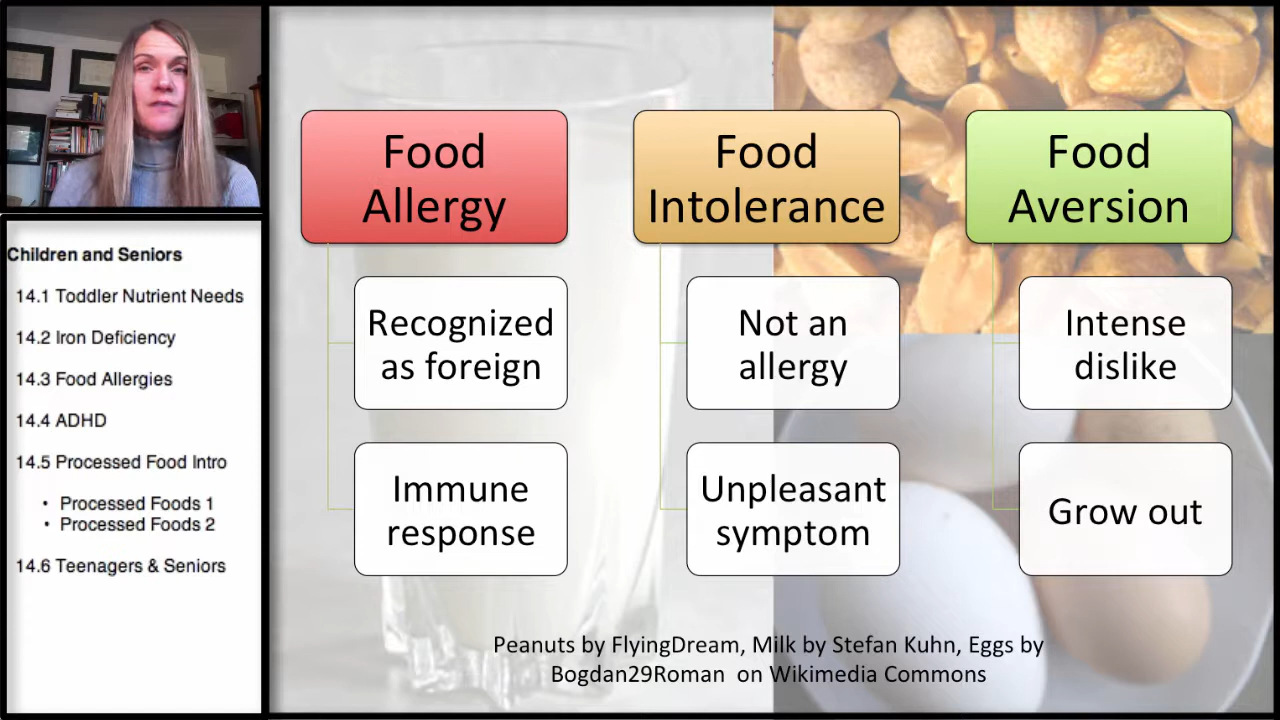 Children and Seniors
14.1 Toddler Nutrient Needs
14.2 Iron Deficiency
14.3 Food Allergies
14.4 ADHD
14.5 Processed Food Intro
• Processed Foods 1
• Processed Foods 2
14.6 Teenagers & Seniors
Food
Allergy
Recognized
as foreign
Immune
response
Food
Intolerance
Not an
allergy
Unpleasant
symptom
Food
Aversion
Intense
dislike
Grow out
Peanuts by FlyingDream, Milk by Stefan Kuhn, Eggs by
Bogdan29Roman on Wikimedia Commons